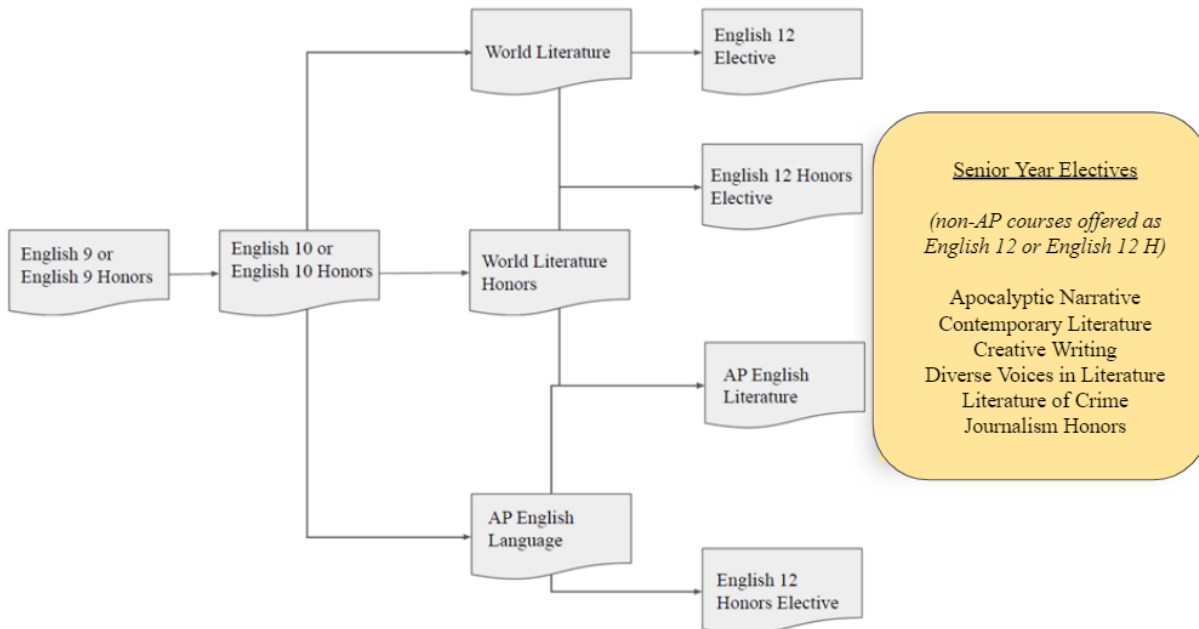 English 9 or
English 9 Honors
English 10 or
English 10 Honors
World Literature
World Literature
Honors
AP English
Language
English 12
Elective
English 12 Honors
Elective
AP English
Literature
English 12
Honors Elective
Senior Year Electives
(non-AP courses offered as
English 12 or English 12 H)
Apocalyptic Narrative
Contemporary Literature
Creative Writing
Diverse Voices in Literature
Literature of Crime
Journalism Honors